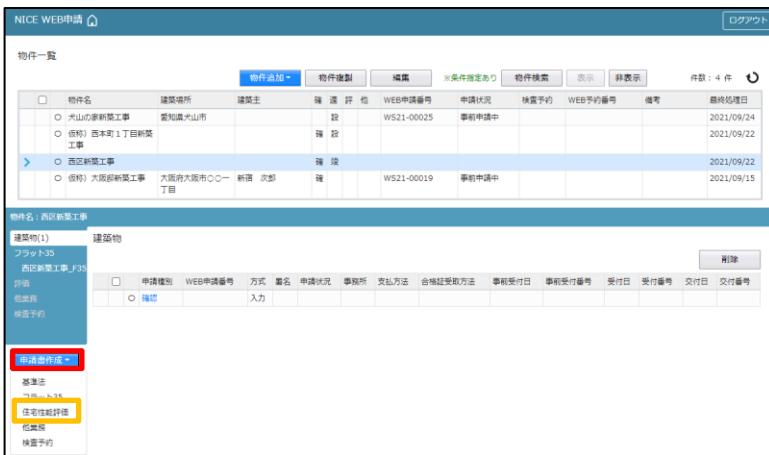 NICE WEB申請 ログアウト
物件一覧
物件追加 物件複製 編集 ※条件指定あり 物件検索 表示 非表示 件数：4 件
物件名 建築場所 建築主 確 適 評 他 WEB申請番号 申請状況 検査予約 WEB予約番号 備考 最終処理日
犬山の家新築工事 愛知県犬山市 設 WS21-00025 事前申請中 2021/09/24
仮称）西本町１丁目新築 確 設 2021/09/22
工事
西区新築工事 確 竣 2021/09/22
仮称）大阪邸新築工事 大阪府大阪市○○一 新宿 次郎 確 WS21-00019 事前申請中 2021/09/15
丁目
物件名：西区新築工事
建築物(1) 建築物
フラット35
削除
西区新築工事_F35
評価
申請種別 WEB申請番号 方式 署名 申請状況 事務所 支払方法 合格証受取方法 事前受付日 事前受付番号 受付日 受付番号 交付日 交付番号
他業務
確認 入力
検査予約
申請書作成
基準法
フラット35
住宅性能評価
他業務
検査予約